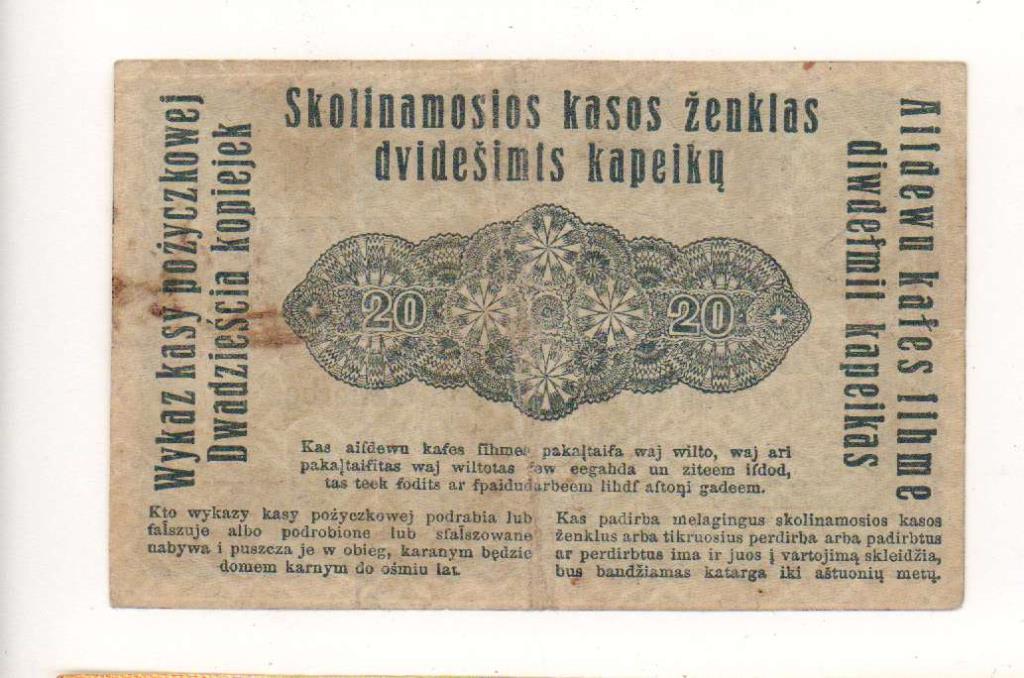 Skolinamosios kasos ženklas
dvidešimts kapeikų
Wykaz kasy pożyczkowej
Dwadzieścia kopiejek
Aiſdewu kaſes ſihme
diwdeſmit kapeikas
20
20
Kas aiſdewu kaſes ſihmes pakaļtaiſa waj wilto, waj ari
pakaļtaiſitas waj wiltotas ſew eegahda un ziteem iſdod,
tas teek ſodits ar ſpaidudarbeem lihdſ aſtoņi gadeem.
Kto wykazy kasy pożyczkowej podrabia lub
falszuje albo podrobione lub sfalszowane
nabywa i puszcza je w obieg, karanym będzie
domem karnym do ośmiu lat.
Kas padirba melagingus skolinamosios kasos
ženklus arba tikruosius perdirba arba padirbtus
ar perdirbtus ima ir juos į vartojimą skleidžia,
bus bandžiamas katarga iki aštuonių metų.